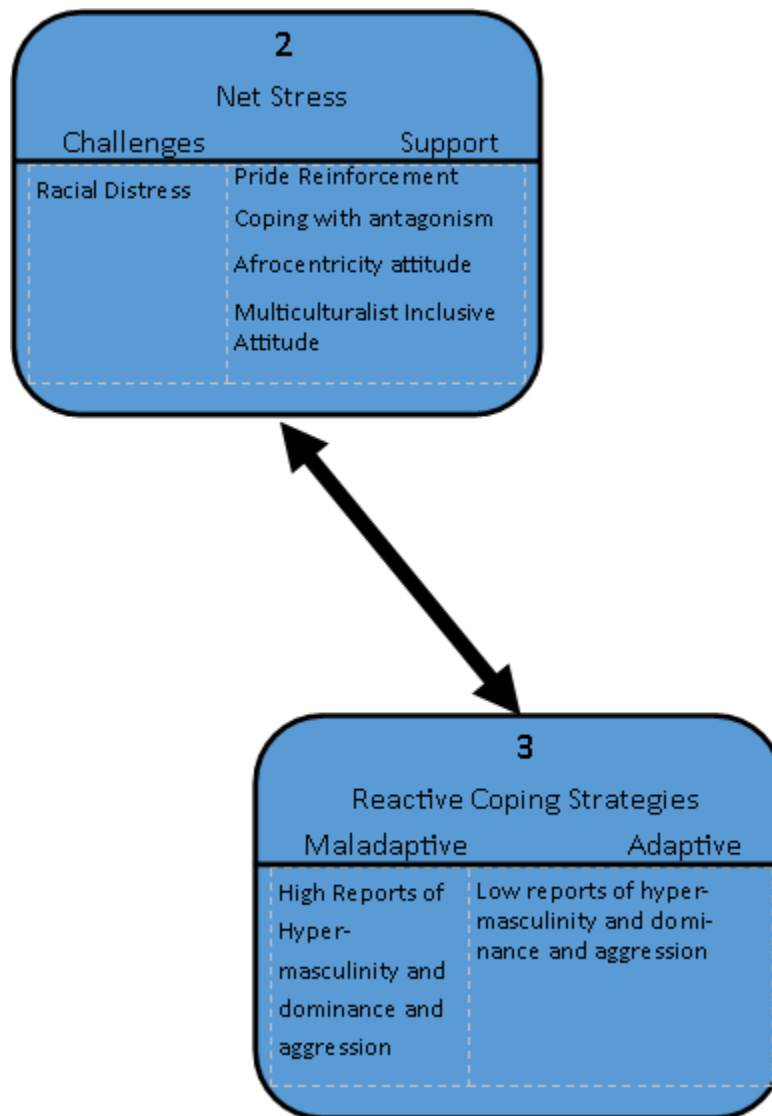 2
Net Stress
Challenges Support
Racial Distress
Pride Reinforcement
Coping with antagonism
Afrocentricity attitude
Multiculturalist Inclusive
Attitude
3
Reactive Coping Strategies
Maladaptive Adaptive
High Reports of
Hyper-
masculinity and
dominance and
aggression
Low reports of hyper-
masculinity and domi-
nance and aggression